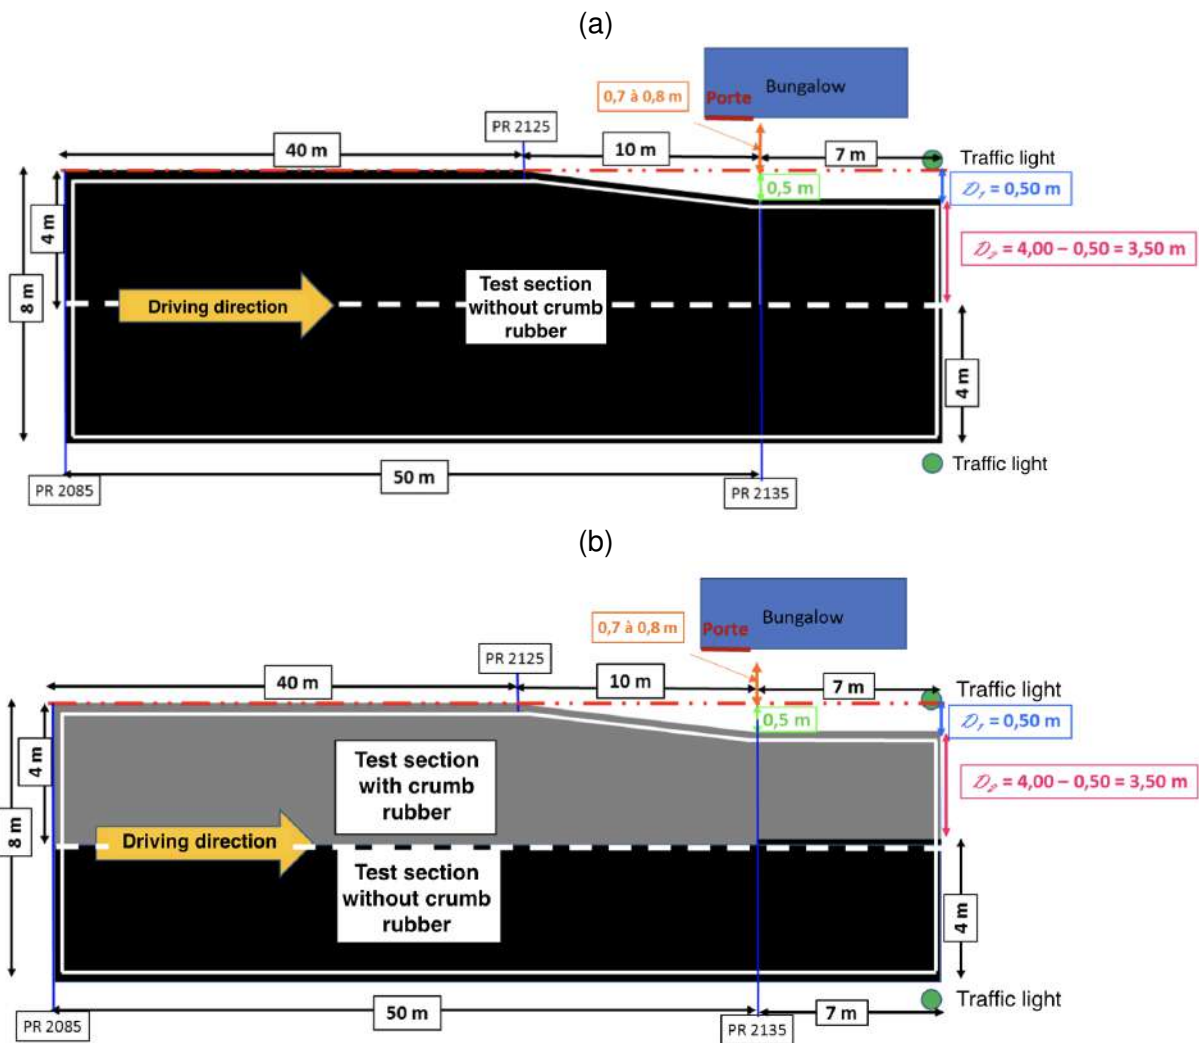 (a)
Bungalow
0,7 à 0,8 m
Porte
PR 2125
40 m
10 m
7 m
Traffic light
0,5 m
𝒟₁ = 0,50 m
4 m
𝒟₂ = 4,00 – 0,50 = 3,50 m
8 m
Driving direction
Test section
without crumb
rubber
4 m
50 m
Traffic light
PR 2085
PR 2135
(b)
Bungalow
0,7 à 0,8 m
Porte
PR 2125
40 m
10 m
7 m
Traffic light
0,5 m
𝒟₁ = 0,50 m
4 m
Test section
with crumb
rubber
𝒟₂ = 4,00 – 0,50 = 3,50 m
8 m
Driving direction
Test section
without crumb
rubber
4 m
50 m
7 m
Traffic light
PR 2085
PR 2135